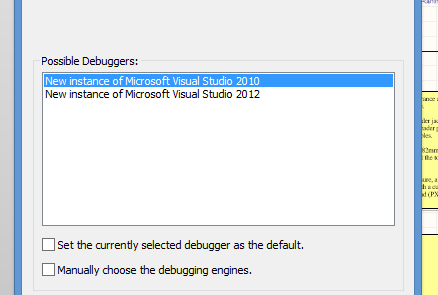 Possible Debuggers:
New instance of Microsoft Visual Studio 2010
New instance of Microsoft Visual Studio 2012
Set the currently selected debugger as the default.
Manually choose the debugging engines.